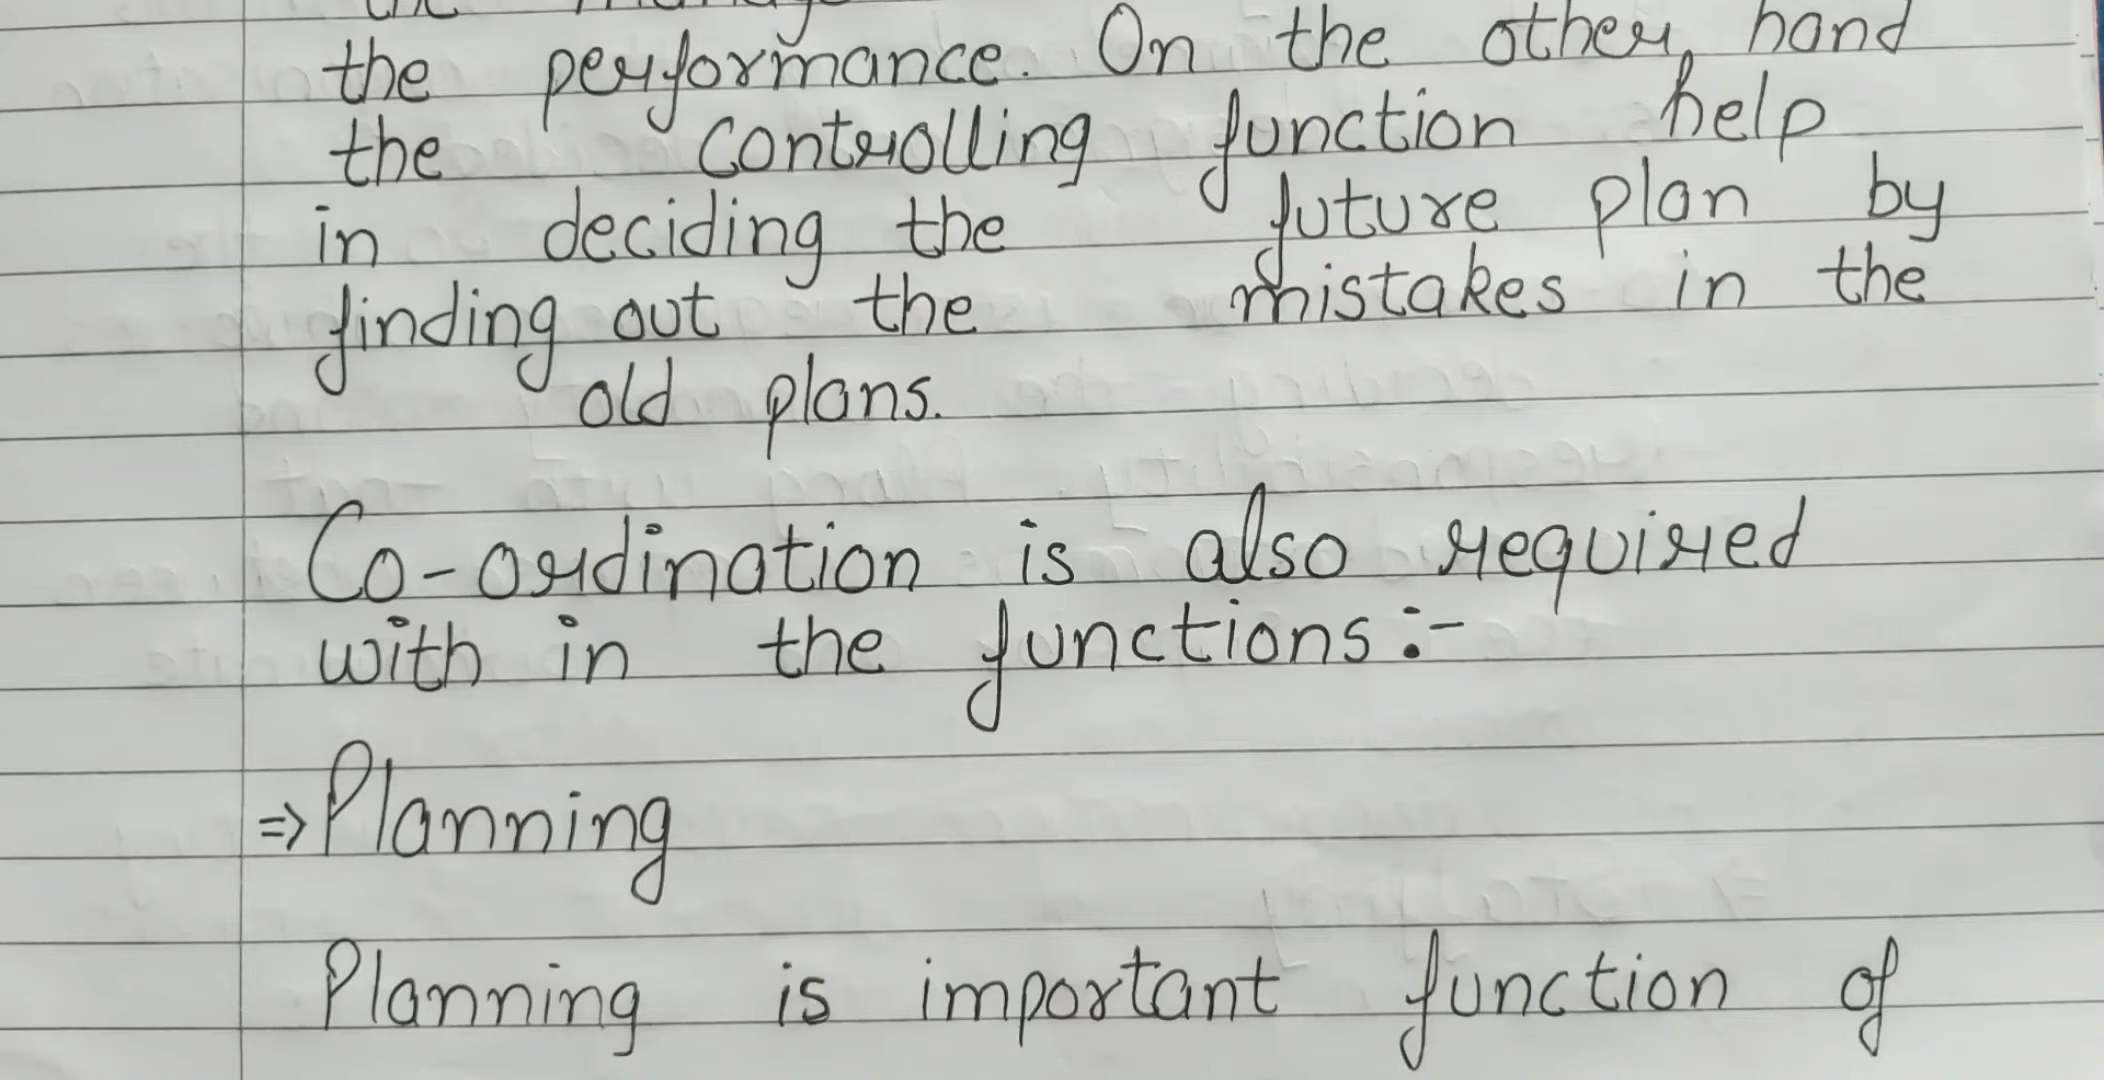 the performance. On the other hand
the controlling function help
in deciding the future plan by
finding out the mistakes in the
old plans.
Co-ordination is also required
with in the functions:-
⇒ Planning
Planning is important function of